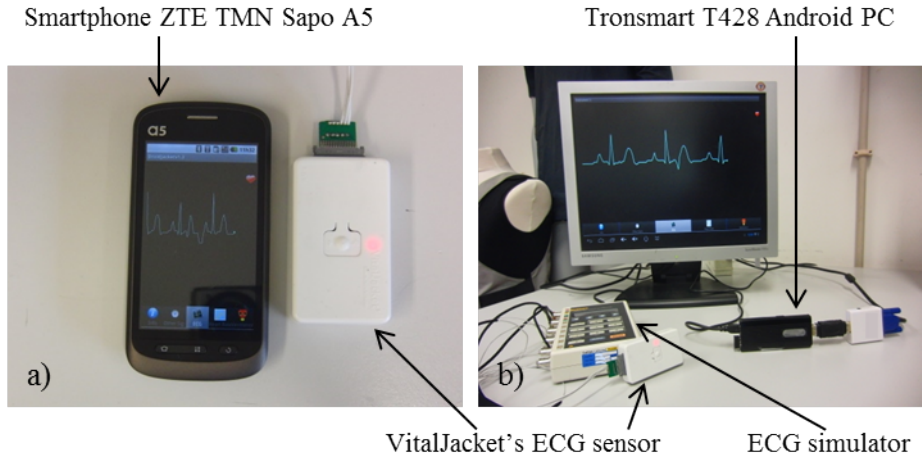 Smartphone ZTE TMN Sapo A5
Tronsmart T428 Android PC
a5
a)
b)
VitalJacket's ECG sensor
ECG simulator